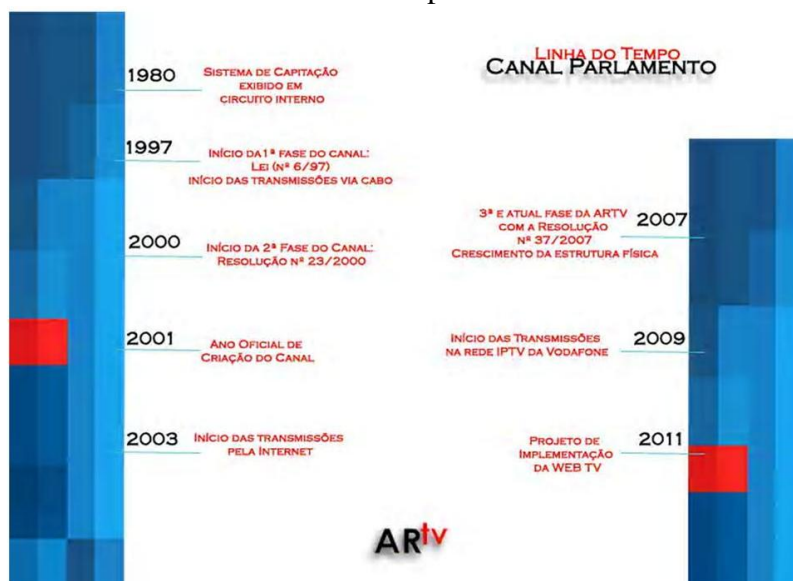 LINHA DO TEMPO
CANAL PARLAMENTO
1980
SISTEMA DE CAPITAÇÃO
EXIBIDO EM
CIRCUITO INTERNO
1997
INÍCIO DA 1ª FASE DO CANAL:
LEI (Nº 6/97)
INÍCIO DAS TRANSMISSÕES VIA CABO
2000
INÍCIO DA 2ª FASE DO CANAL:
RESOLUÇÃO Nº 23/2000
2001
ANO OFICIAL DE
CRIAÇÃO DO CANAL
2003
INÍCIO DAS TRANSMISSÕES
PELA INTERNET
2007
3ª E ATUAL FASE DA ARTV
COM A RESOLUÇÃO
Nº 37/2007
CRESCIMENTO DA ESTRUTURA FÍSICA
2009
INÍCIO DAS TRANSMISSÕES
NA REDE IPTV DA VODAFONE
2011
PROJETO DE
IMPLEMENTAÇÃO
DA WEB TV
ARtv